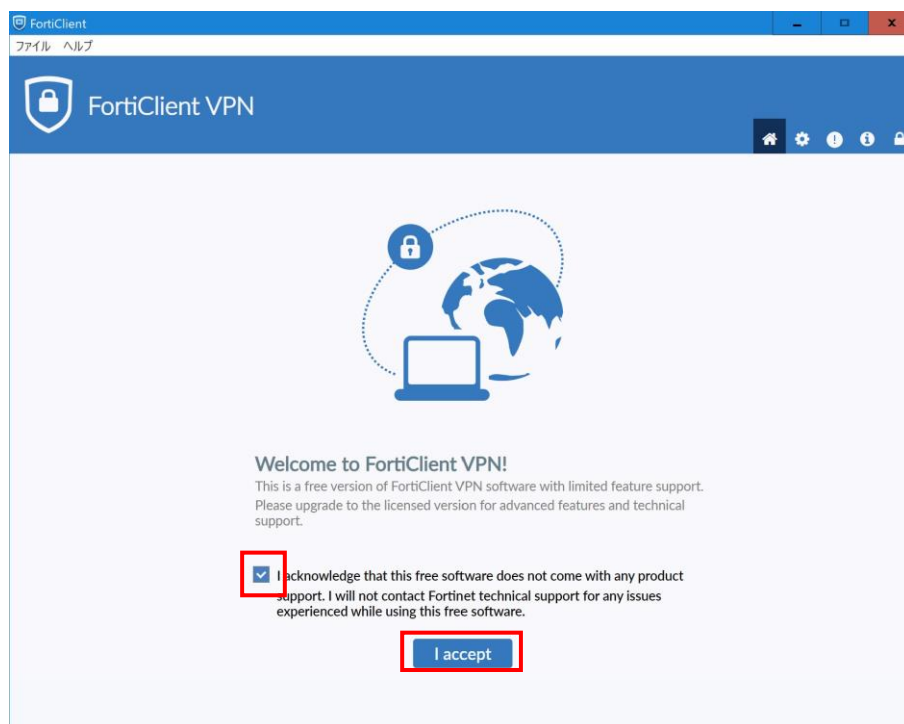 FortiClient
ファイル ヘルプ
FortiClient VPN
Welcome to FortiClient VPN!
This is a free version of FortiClient VPN software with limited feature support.
Please upgrade to the licensed version for advanced features and technical
support.
I acknowledge that this free software does not come with any product
support. I will not contact Fortinet technical support for any issues
experienced while using this free software.
I accept